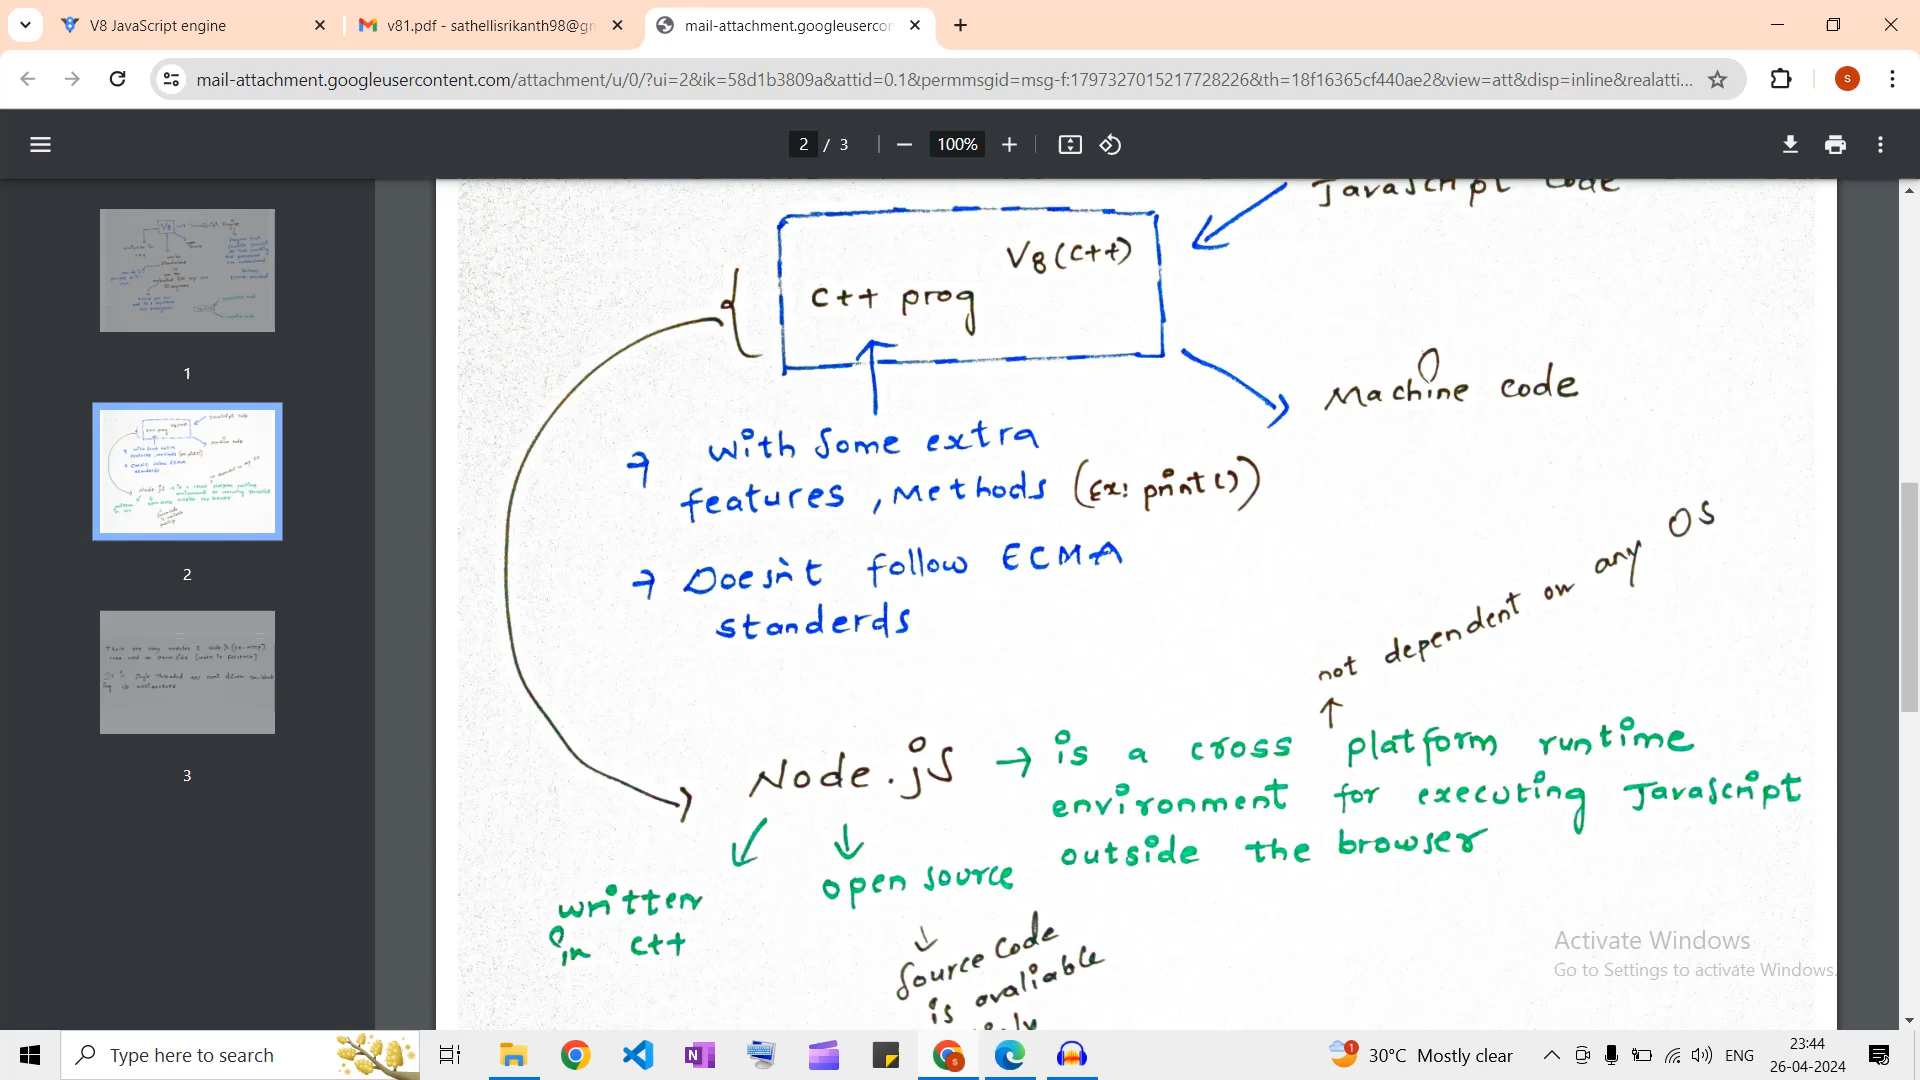 V8 JavaScript engine
v81.pdf - sathellisrikanth98@gm
mail-attachment.googleusercon
mail-attachment.googleusercontent.com/attachment/u/0/?ui=2&ik=58d1b3809a&attid=0.1&permmsgid=msg-f:1797327015217728226&th=18f16365cf440ae2&view=att&disp=inline&realatti...
S
2 / 3
100%
JavaScript code
V8 (C++)
C++ prog
Machine code
with some extra
features, Methods (Ex: print())
Doesn't follow ECMA
standerds
not dependent on any OS
Node.js → is a cross platform runtime
environment for executing JavaScript
outside the browser
written
in C++
open source
Source code
is avaliable
1
2
3
Activate Windows
Go to Settings to activate Windows.
Type here to search
1
30°C Mostly clear
ENG
23:44
26-04-2024